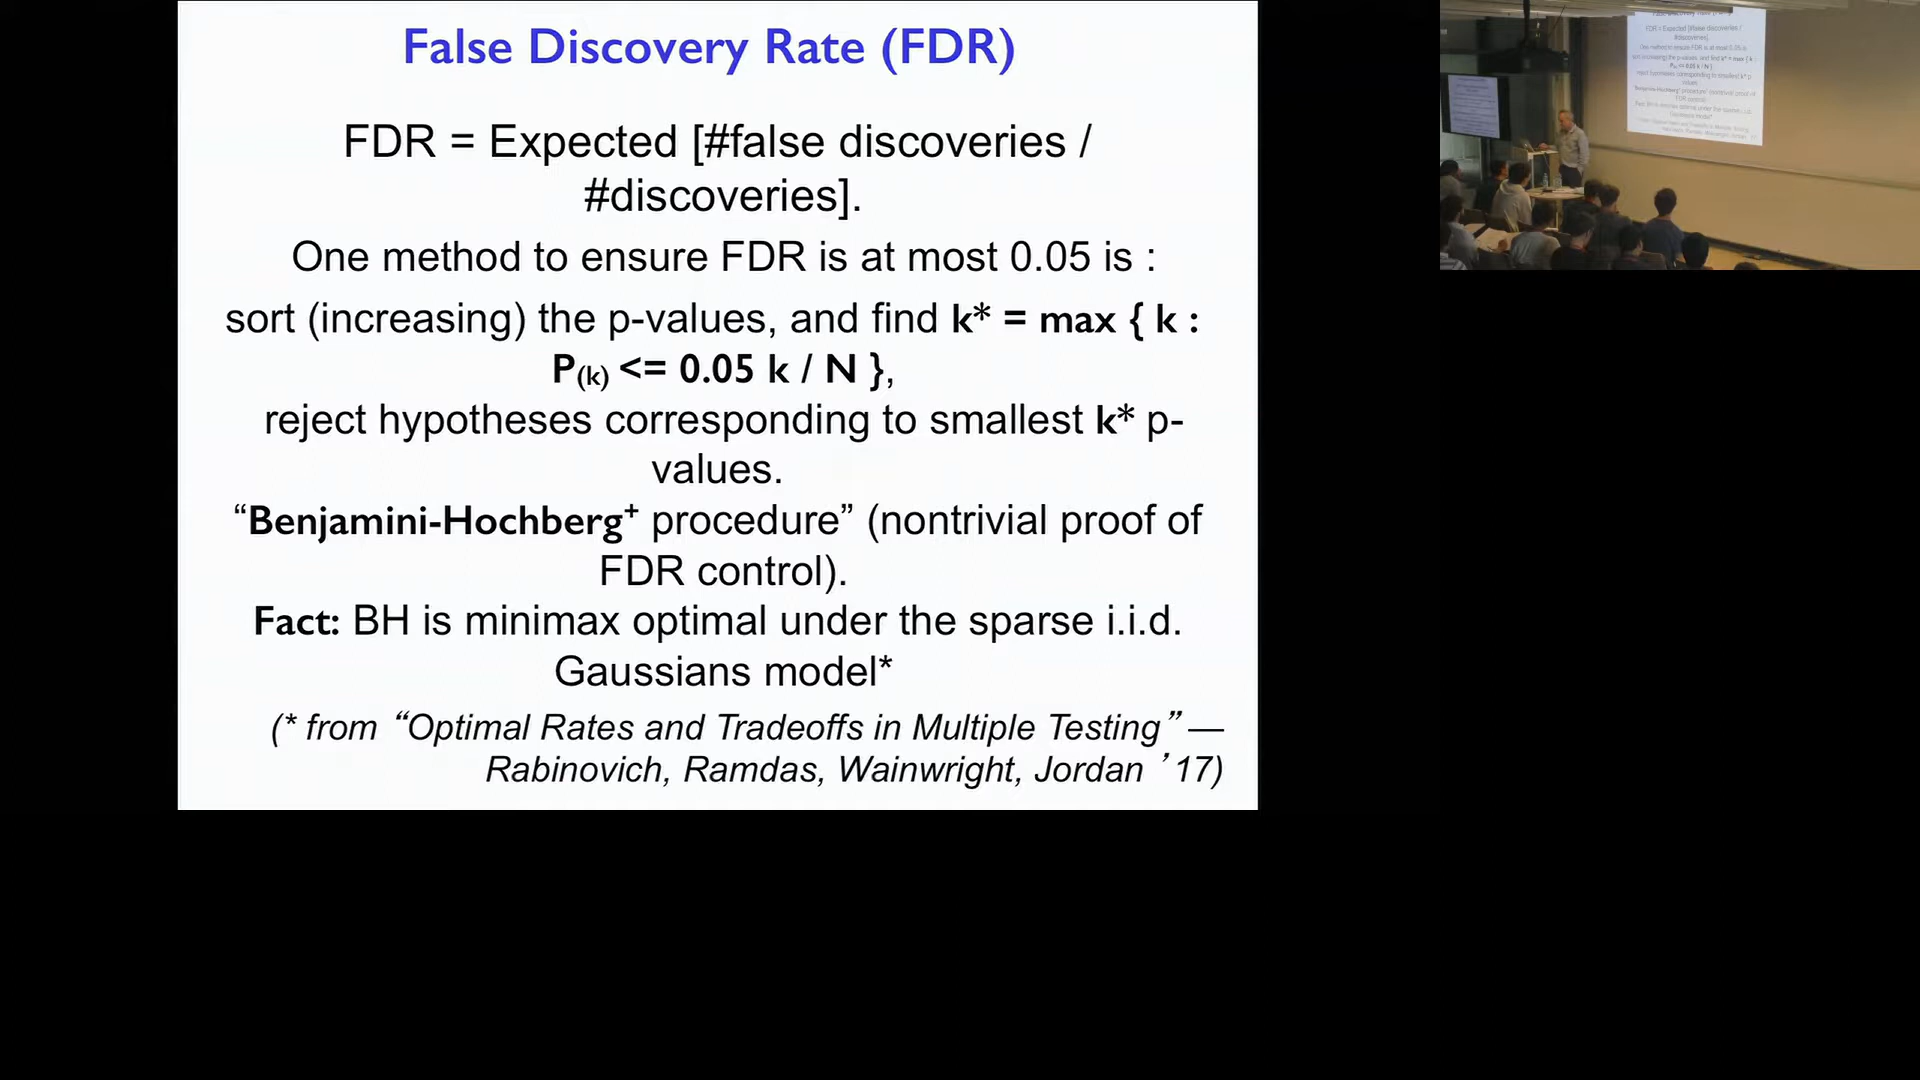 False Discovery Rate (FDR)
FDR = Expected [#false discoveries /
#discoveries].
One method to ensure FDR is at most 0.05 is :
sort (increasing) the p-values, and find k* = max { k :
P(k) <= 0.05 k / N },
reject hypotheses corresponding to smallest k* p-
values.
“Benjamini-Hochberg+ procedure” (nontrivial proof of
FDR control).
Fact: BH is minimax optimal under the sparse i.i.d.
Gaussians model*
(* from “Optimal Rates and Tradeoffs in Multiple Testing” —
Rabinovich, Ramdas, Wainwright, Jordan ’17)